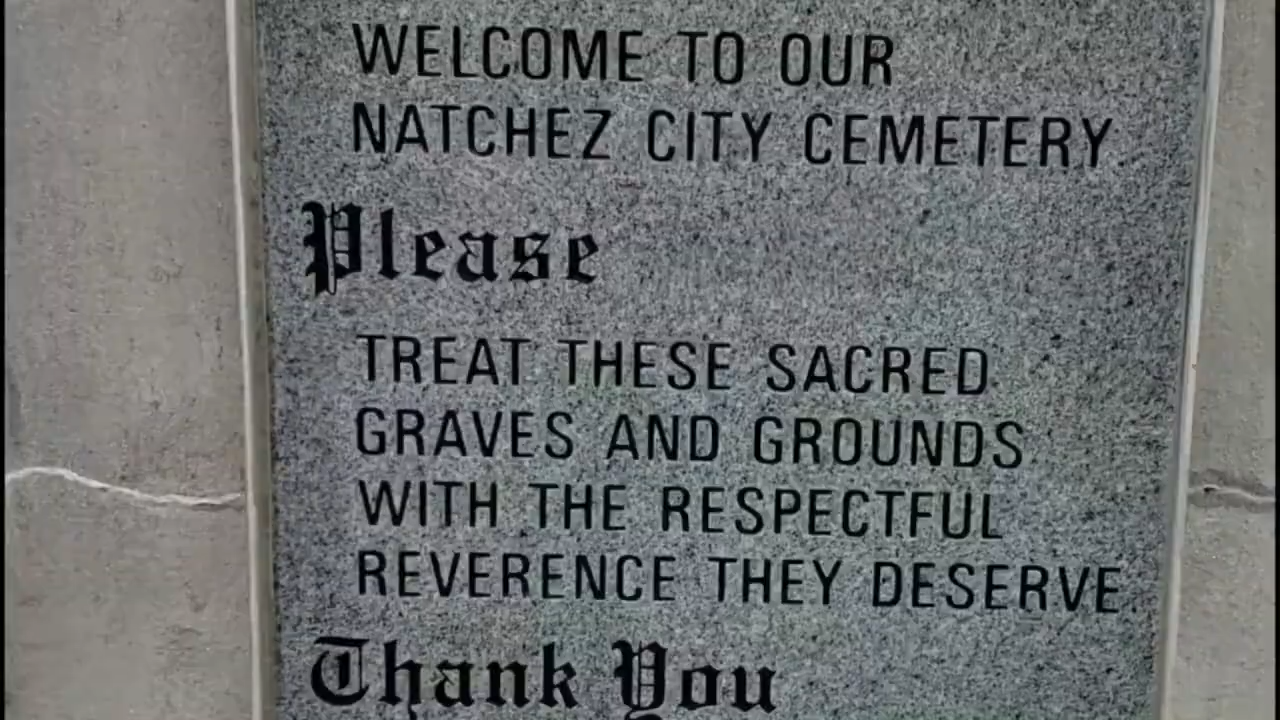 WELCOME TO OUR
NATCHEZ CITY CEMETERY
Please
TREAT THESE SACRED
GRAVES AND GROUNDS
WITH THE RESPECTFUL
REVERENCE THEY DESERVE.
Thank You